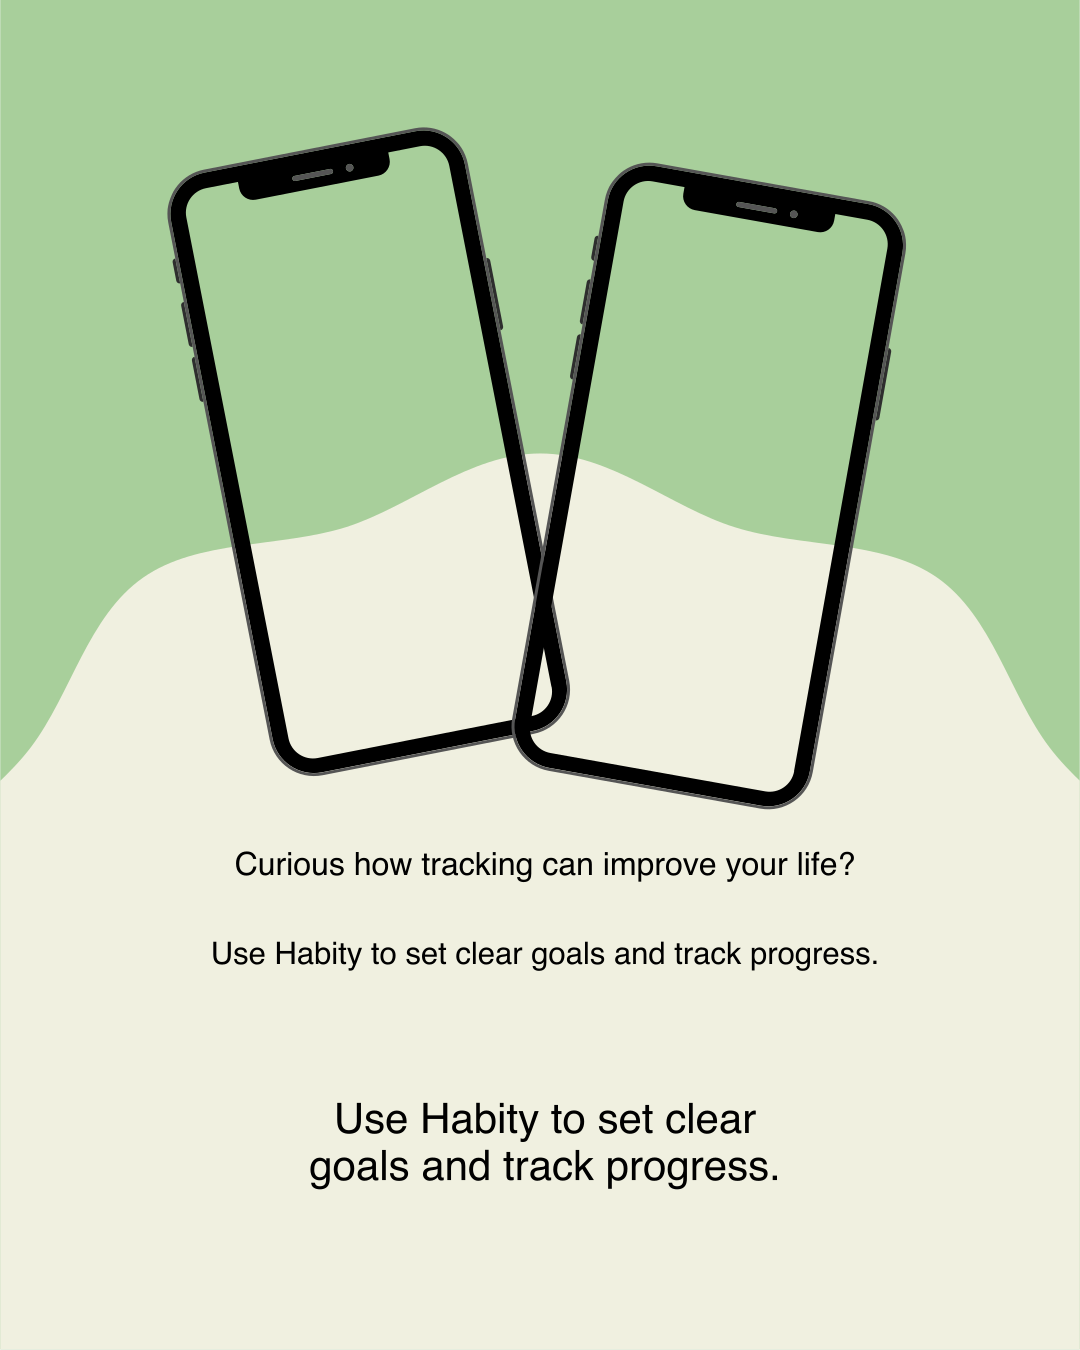 Curious how tracking can improve your life?
Use Habity to set clear goals and track progress.
Use Habity to set clear
goals and track progress.